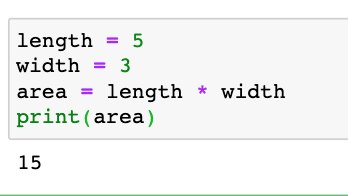 length = 5
width = 3
area = length * width
print(area)
15